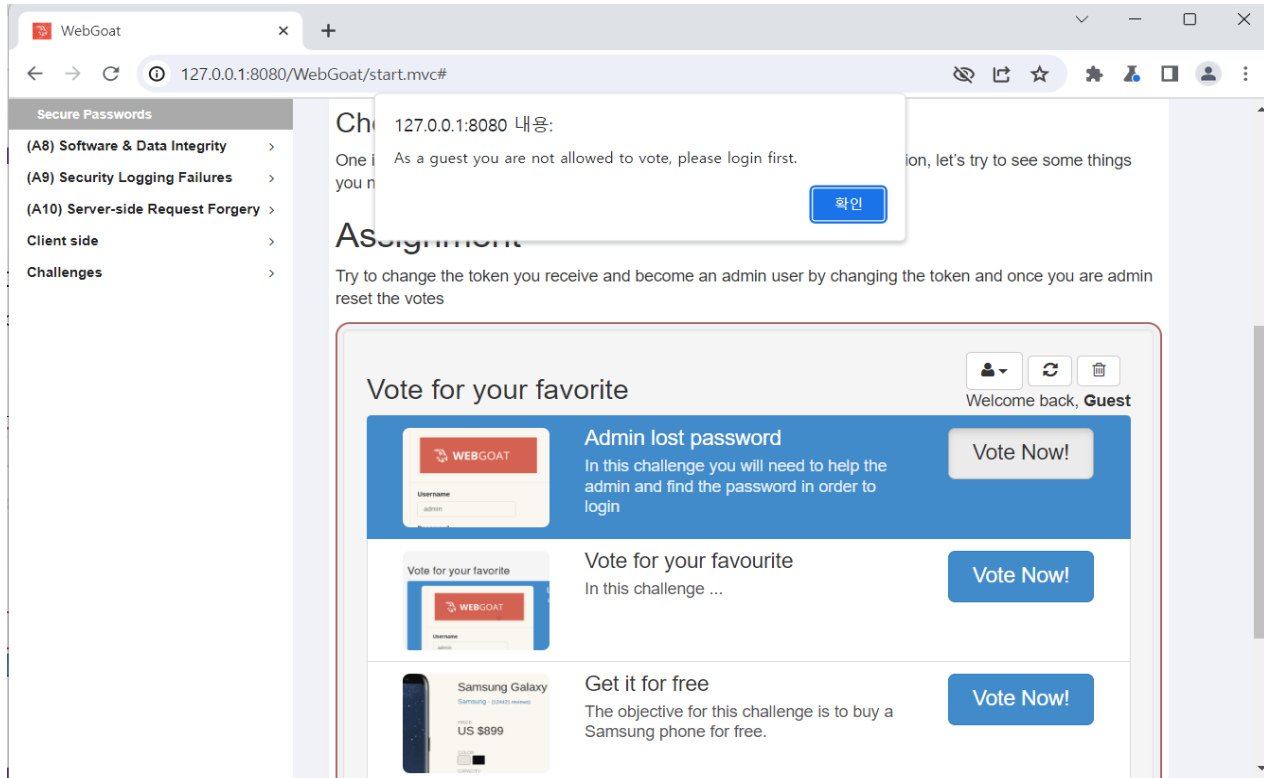 WebGoat
127.0.0.1:8080/WebGoat/start.mvc#
Secure Passwords
(A8) Software & Data Integrity
(A9) Security Logging Failures
(A10) Server-side Request Forgery
Client side
Challenges
127.0.0.1:8080 내용:
As a guest you are not allowed to vote, please login first.
확인
Ch
One i
ion, let's try to see some things
you n
Assignment
Try to change the token you receive and become an admin user by changing the token and once you are admin
reset the votes
Vote for your favorite
Welcome back, Guest
WEBGOAT
Username
admin
Admin lost password
In this challenge you will need to help the
admin and find the password in order to
login
Vote Now!
Vote for your favorite
WEBGOAT
Username
admin
Vote for your favourite
In this challenge ...
Vote Now!
Samsung Galaxy
PRICE
US $899
COLOR
CAPACITY
Get it for free
The objective for this challenge is to buy a
Samsung phone for free.
Vote Now!